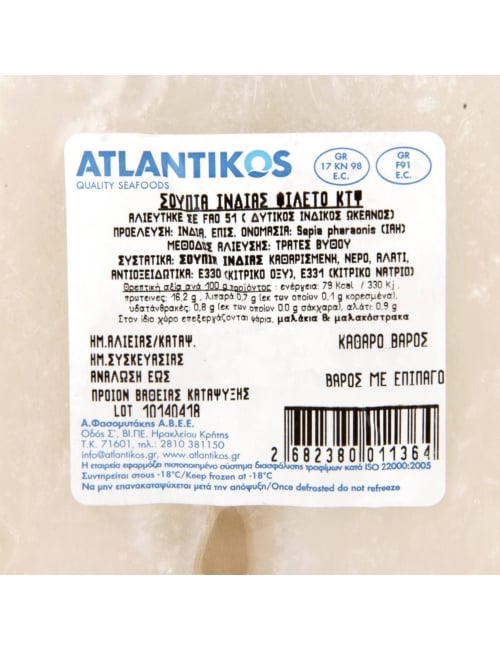 ATLANTIKOS
QUALITY SEAFOODS
GR
17 KN 98
E.C.
GR
F91
E.C.
ΣΟΥΠΙΑ ΙΝΔΙΑΣ ΦΙΛΕΤΟ ΚΤΨ
ΑΛΙΕΥΤΗΚΕ ΣΕ FAO 51 ( ΔΥΤΙΚΟΣ ΙΝΔΙΚΟΣ ΩΚΕΑΝΟΣ)
ΠΡΟΕΛΕΥΣΗ: ΙΝΔΙΑ, ΕΠΙΣ. ΟΝΟΜΑΣΙΑ: Sepia pharaonis (IAH)
ΜΕΘΟΔΟΣ ΑΛΙΕΥΣΗΣ: ΤΡΑΤΕΣ ΒΥΘΟΥ
ΣΥΣΤΑΤΙΚΑ: ΣΟΥΠΙΑ ΙΝΔΙΑΣ ΚΑΘΑΡΙΣΜΕΝΗ, ΝΕΡΟ, ΑΛΑΤΙ,
ΑΝΤΙΟΞΕΙΔΩΤΙΚΑ: E330 (ΚΙΤΡΙΚΟ ΟΞΥ), E331 (ΚΙΤΡΙΚΟ ΝΑΤΡΙΟ)
Θρεπτική αξία ανά 100 g προϊόντος : ενέργεια: 79 Kcal / 330 Kj,
πρωτεινες: 16,2 g , λιπαρά 0,7 g (εκ των οποίων 0,1 g κορεσμένα),
υδατάνθρακές: 0,8 g (εκ των οποίων 0.0 g σάκχαρα), αλάτι: 0,9 g
Στον ίδιο χώρο επεξεργάζονται ψάρια, μαλάκια & μαλακόστρακα
ΗΜ.ΑΛΙΕΙΑΣ/ΚΑΤΑΨ. ΚΑΘΑΡΟ ΒΑΡΟΣ
ΗΜ.ΣΥΣΚΕΥΑΣΙΑΣ
ΑΝΑΛΩΣΗ ΕΩΣ ΒΑΡΟΣ ΜΕ ΕΠΙΠΑΓΟ
ΠΡΟΙΟΝ ΒΑΘΕΙΑΣ ΚΑΤΑΨΥΞΗΣ
LOT 10140418
Α.Φασομυτάκης Α.Β.Ε.Ε.
Οδός Σ', ΒΙ.ΠΕ. Ηρακλείου Κρήτης
Τ.Κ. 71601, τηλ.: 2810 381150
info@atlantikos.gr, www.atlantikos.gr
2 682380 011364
Η εταιρεία εφαρμόζει πιστοποιημένο σύστημα διασφάλισης τροφίμων κατά ISO 22000:2005
Συντηρείται στους -18°C/Keep frozen at -18°C
Να μην επανακαταψύχεται μετά την απόψυξη/Once defrosted do not refreeze